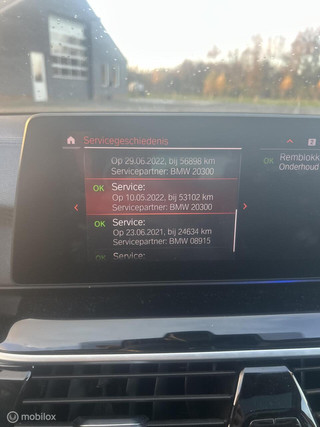 Servicegeschiedenis
2
Op 29.06.2022, bij 56898 km
Servicepartner: BMW 20300
OK Service:
Op 10.05.2022, bij 53102 km
Servicepartner: BMW 20300
OK Service:
Op 23.06.2021, bij 24634 km
Servicepartner: BMW 08915
OK Service:
OK Remblokk
Onderhoud
mobilox